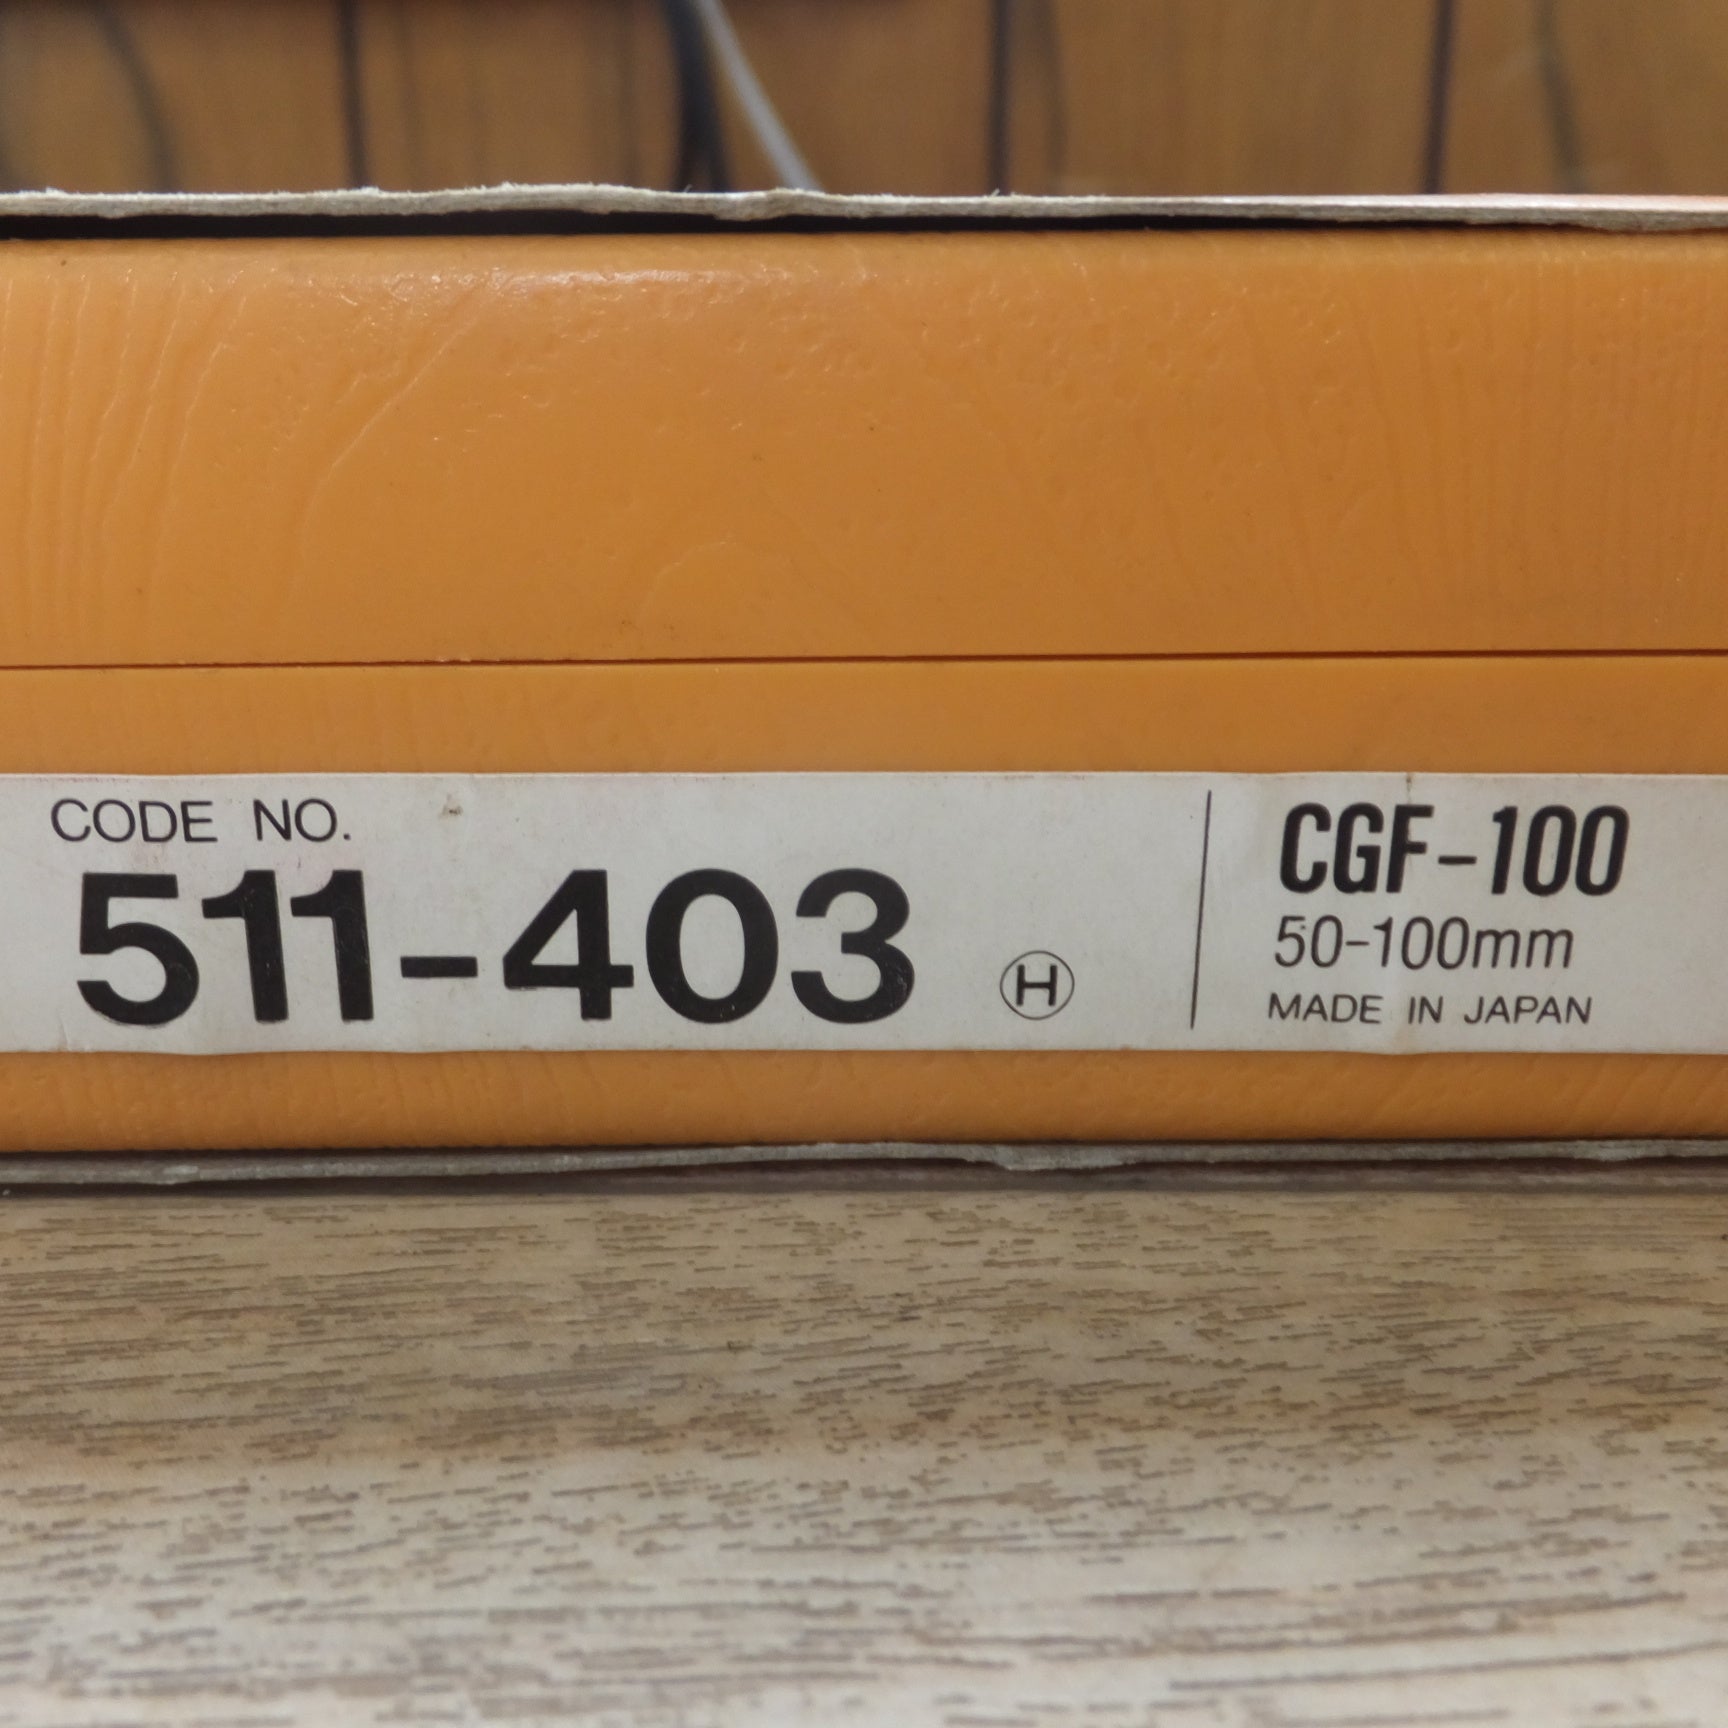 CODE NO.
511-403 Ⓗ
CGF-100
50-100mm
MADE IN JAPAN